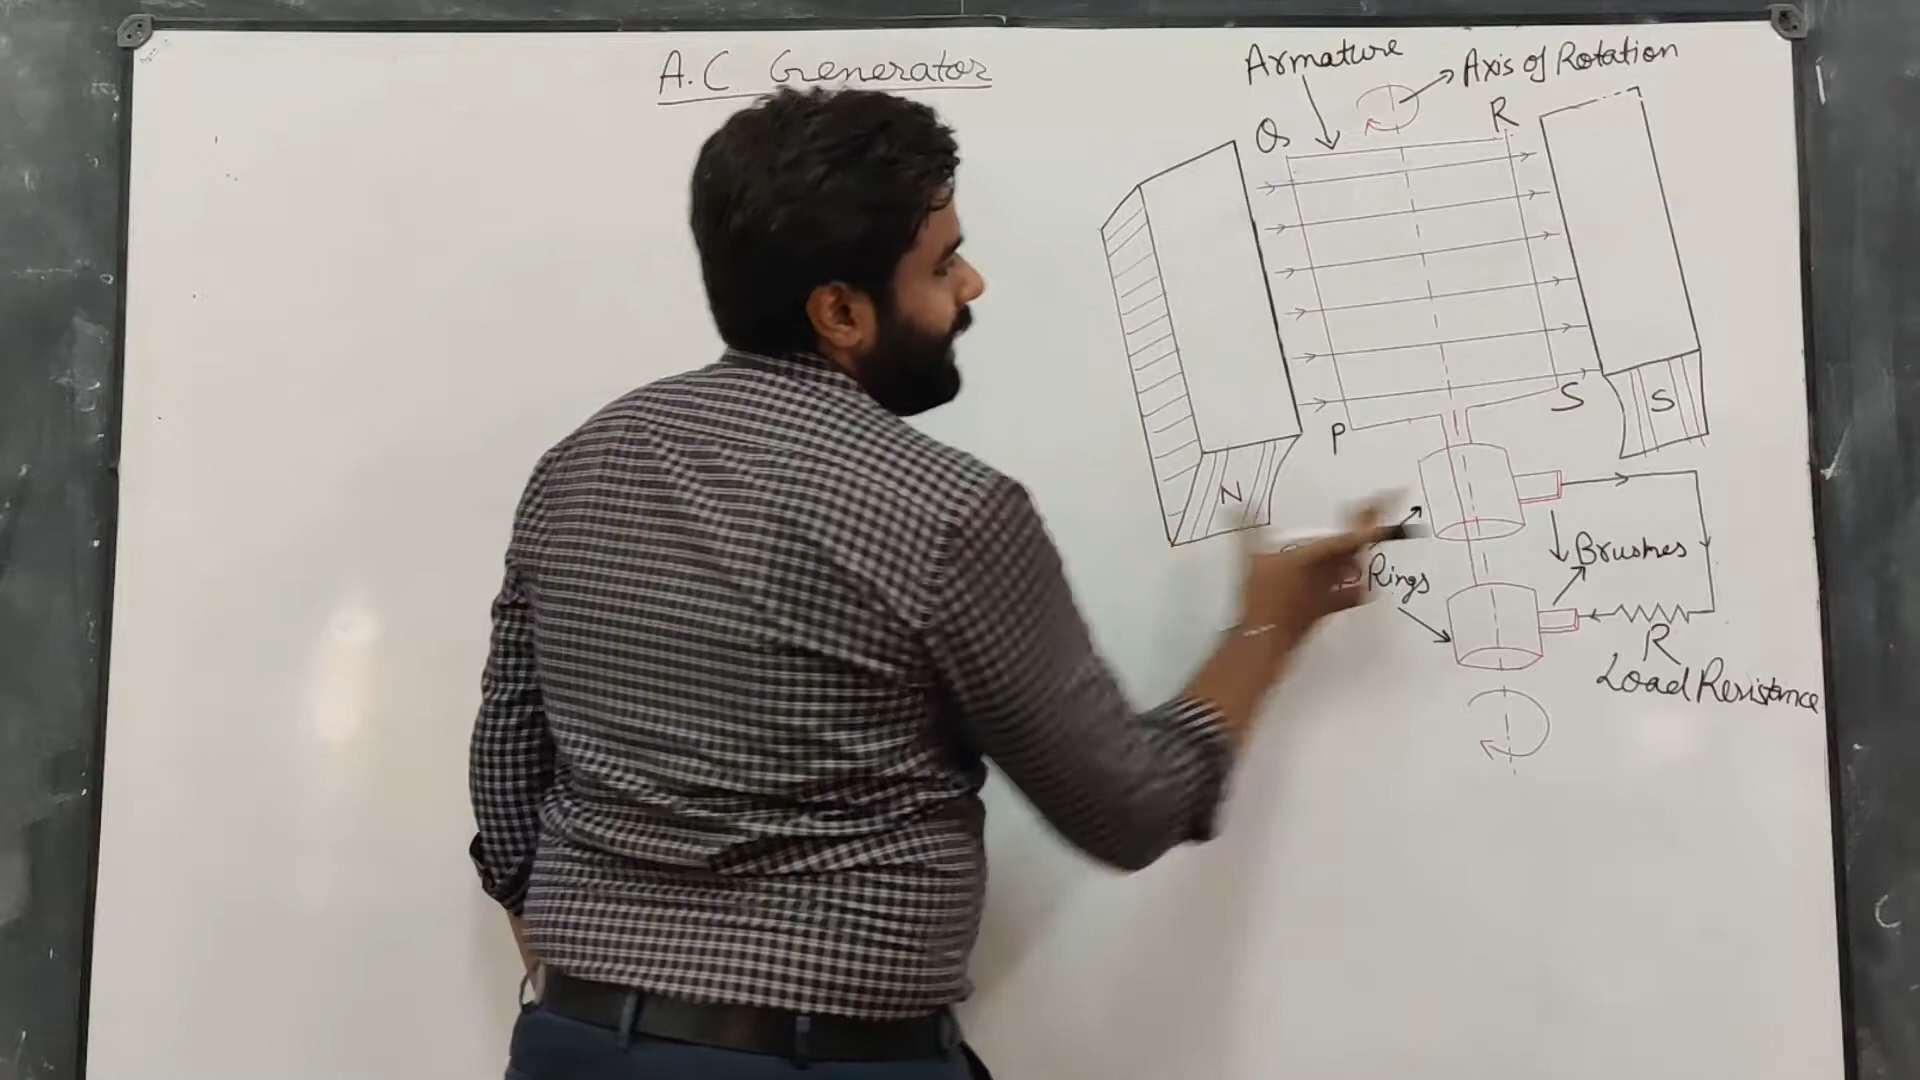 A.C Generator
Armature
Axis of Rotation
Q
R
P
S
S
N
Rings
Brushes
R
Load Resistance